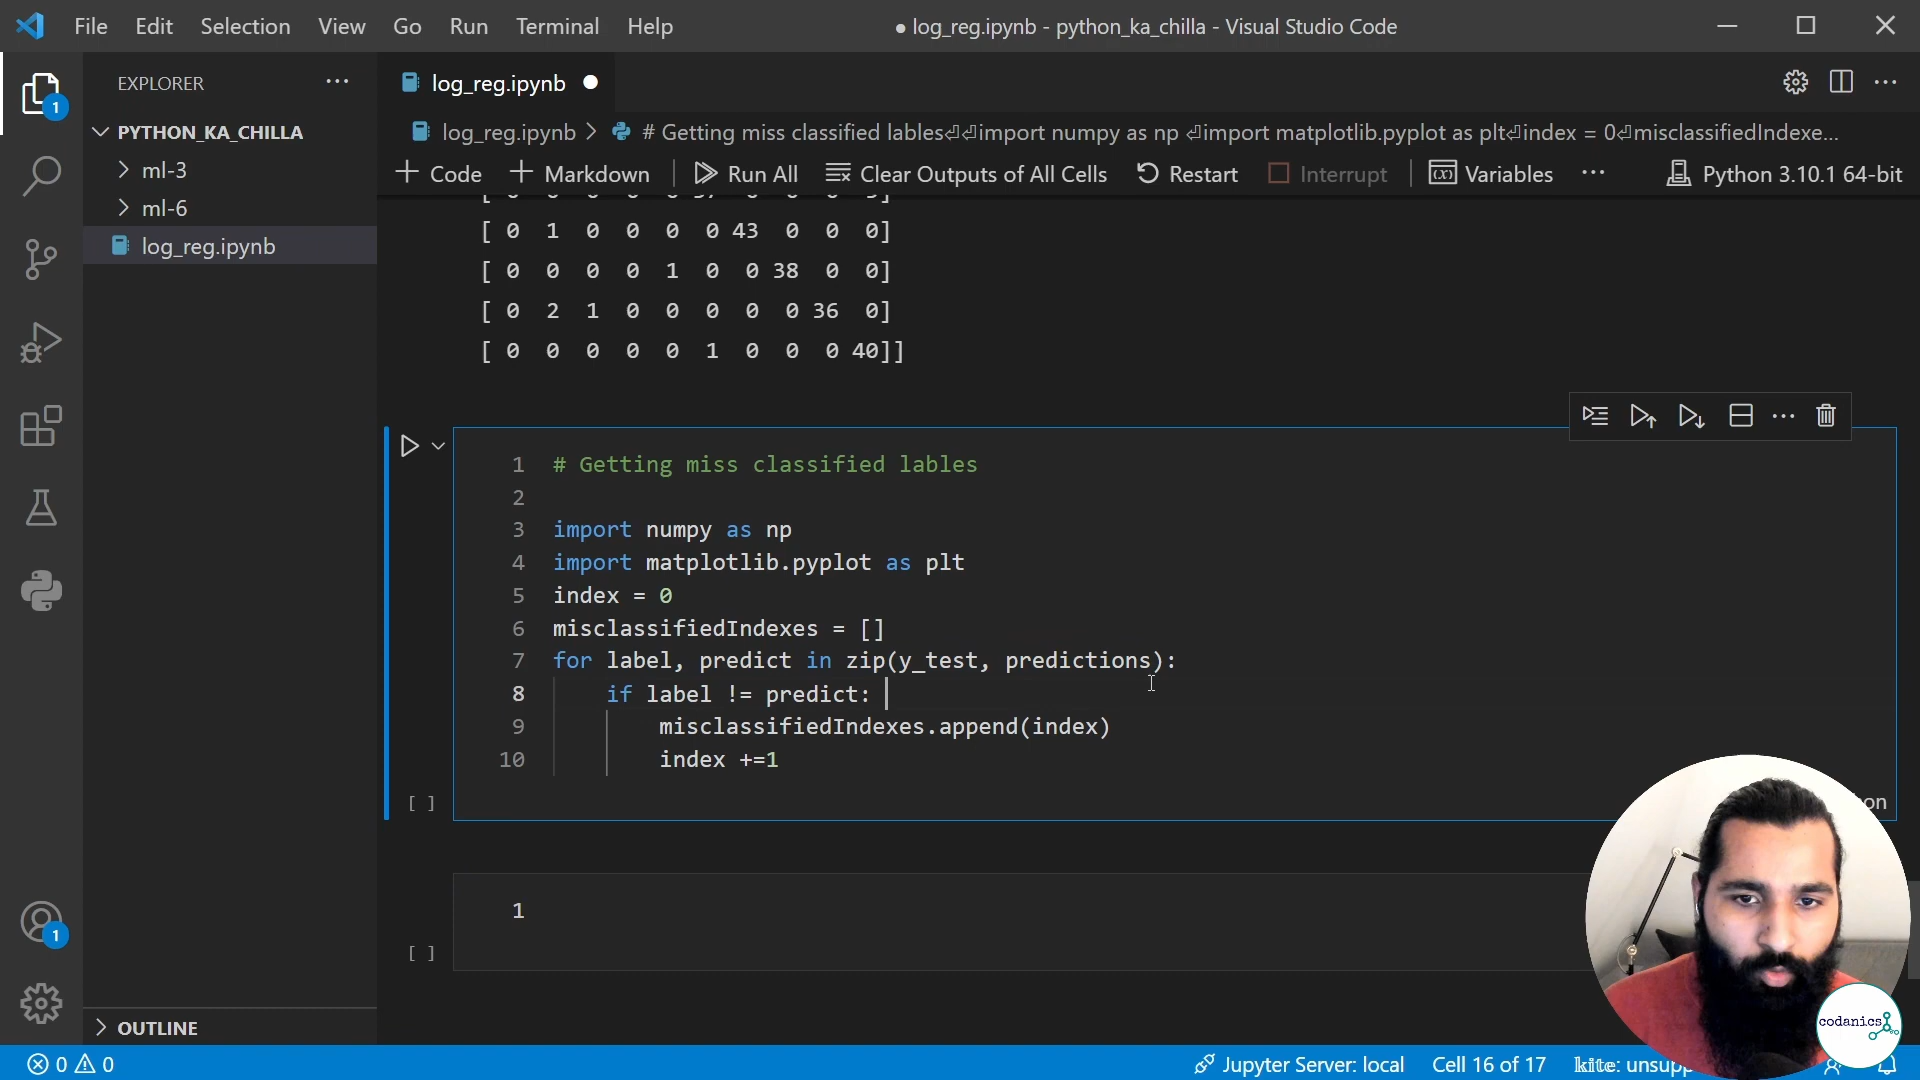 File Edit Selection View Go Run Terminal Help
● log_reg.ipynb - python_ka_chilla - Visual Studio Code
EXPLORER
log_reg.ipynb
1
PYTHON_KA_CHILLA
ml-3
ml-6
log_reg.ipynb
log_reg.ipynb > # Getting miss classified lables⏎⏎import numpy as np ⏎import matplotlib.pyplot as plt⏎index = 0⏎misclassifiedIndexe...
Code Markdown Run All Clear Outputs of All Cells Restart Interrupt Variables Python 3.10.1 64-bit
[ 0 1 0 0 0 0 43 0 0 0]
[ 0 0 0 0 1 0 0 38 0 0]
[ 0 2 1 0 0 0 0 0 36 0]
[ 0 0 0 0 0 1 0 0 0 40]]
1 # Getting miss classified lables
2
3 import numpy as np
4 import matplotlib.pyplot as plt
5 index = 0
6 misclassifiedIndexes = []
7 for label, predict in zip(y_test, predictions):
8 if label != predict:
9 misclassifiedIndexes.append(index)
10 index +=1
[ ]
1
[ ]
1
OUTLINE
codanics
0 0
Jupyter Server: local Cell 16 of 17 kite: